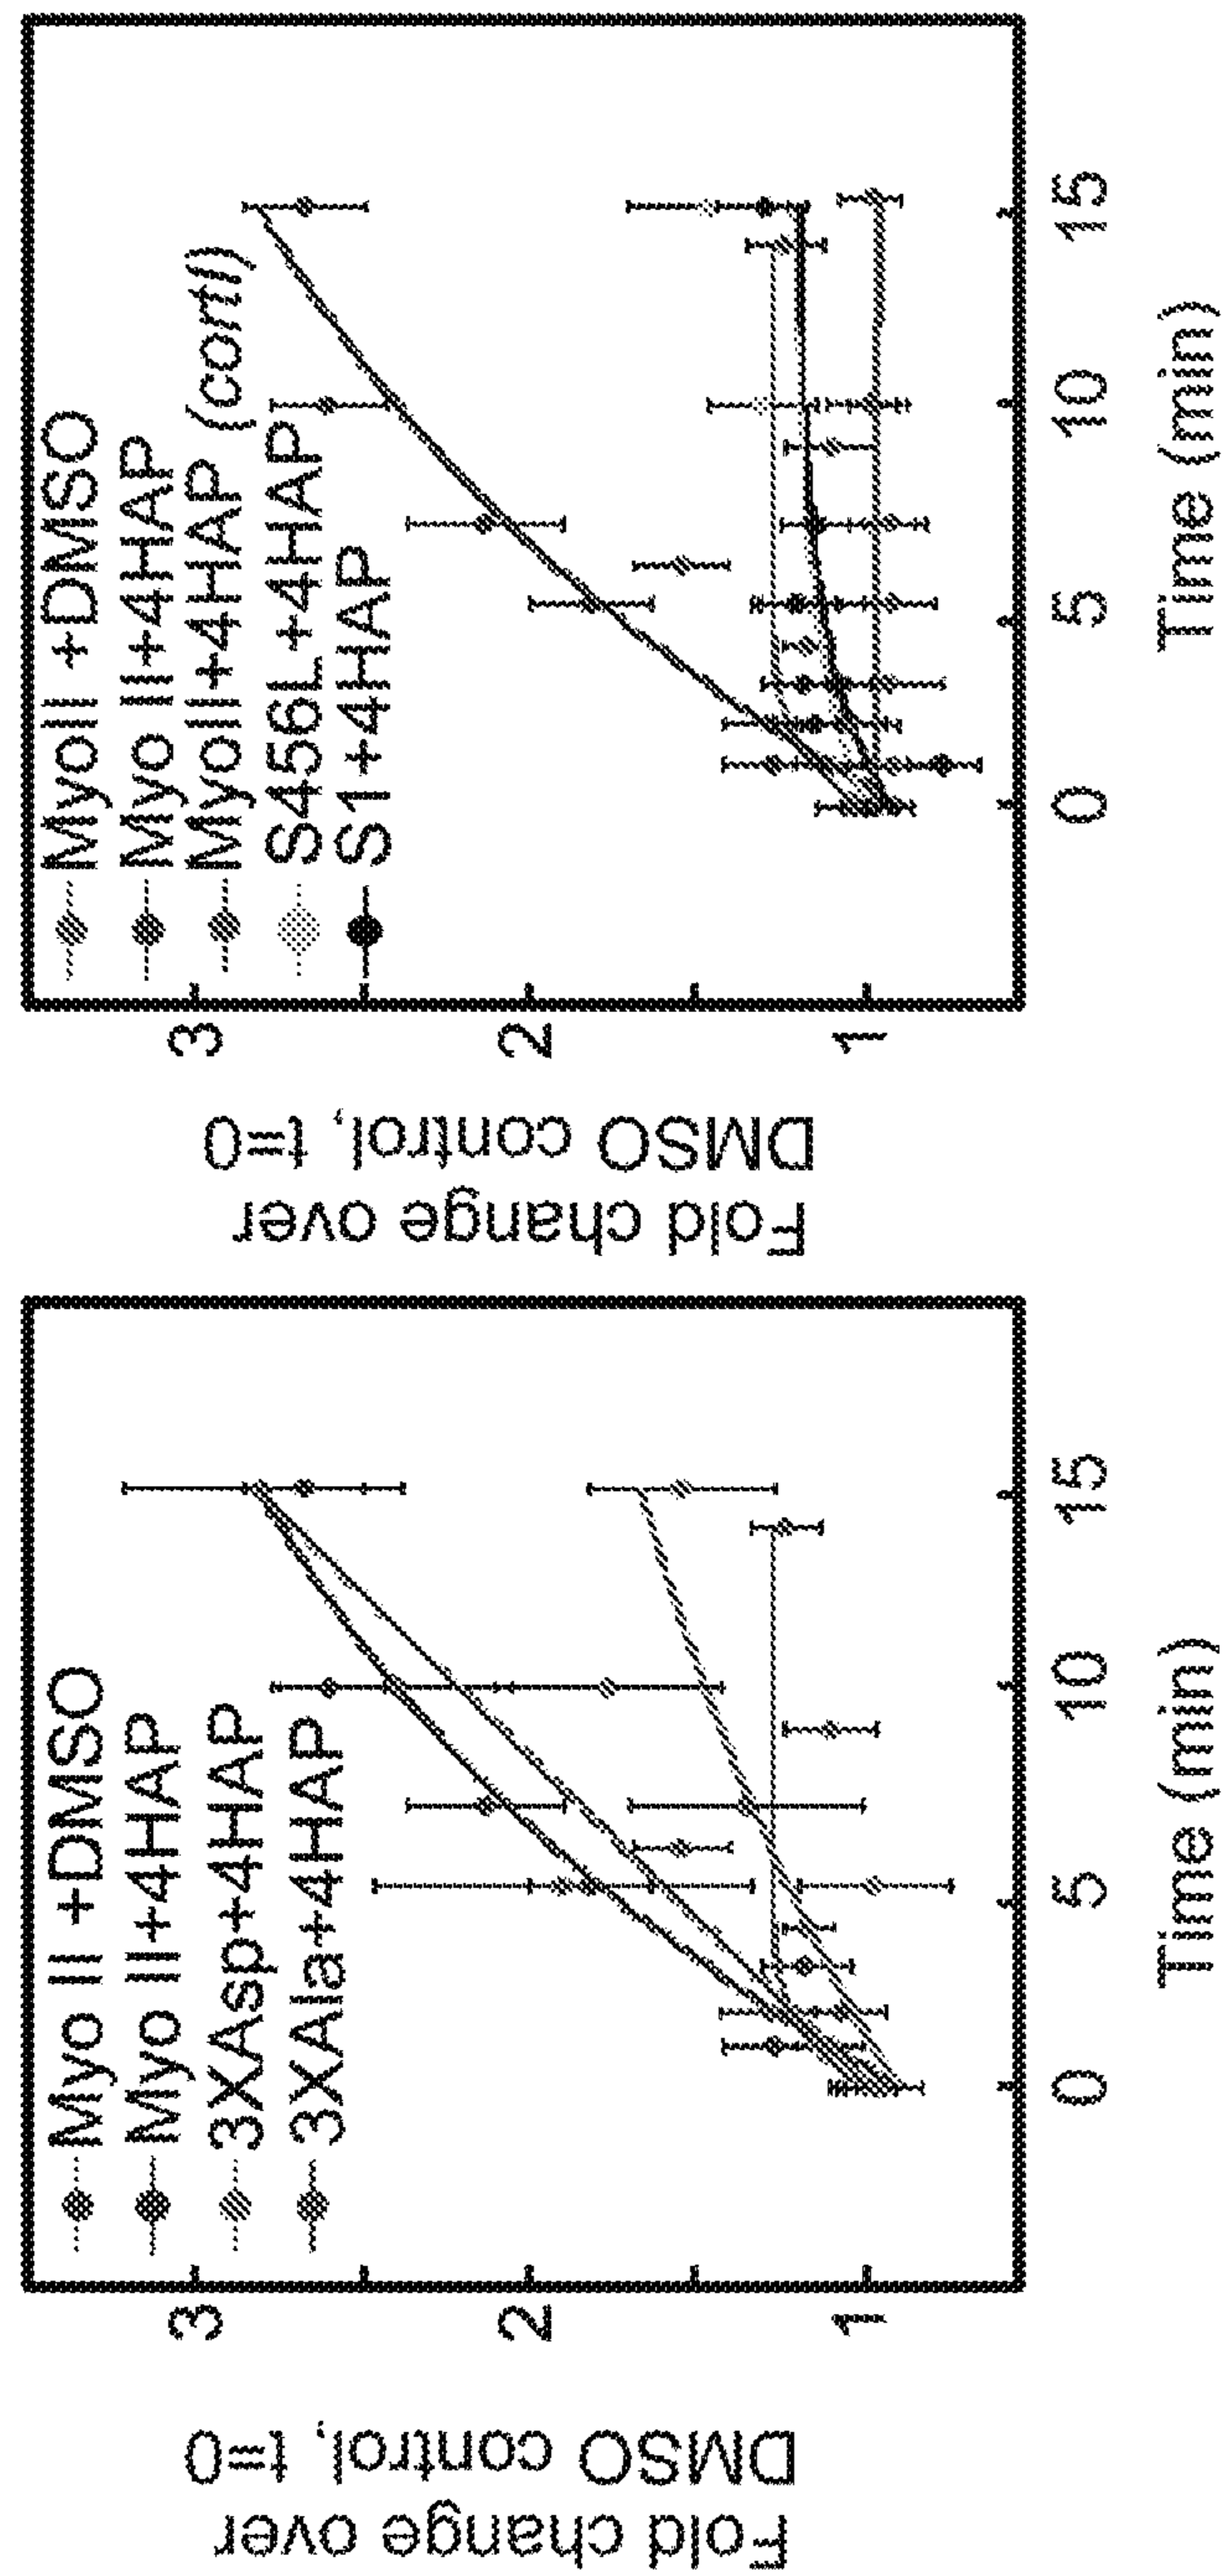 Fold change over
DMSO control, t=0
3
2
1
Myo II +DMSO
Myo II+4HAP
3XAsp+4HAP
3XAla+4HAP
0
5
10
15
Time (min)
Fold change over
DMSO control, t=0
3
2
1
MyoII +DMSO
Myo II+4HAP
MyoII+4HAP (cortI)
S456L+4HAP
S1+4HAP
0
5
10
15
Time (min)